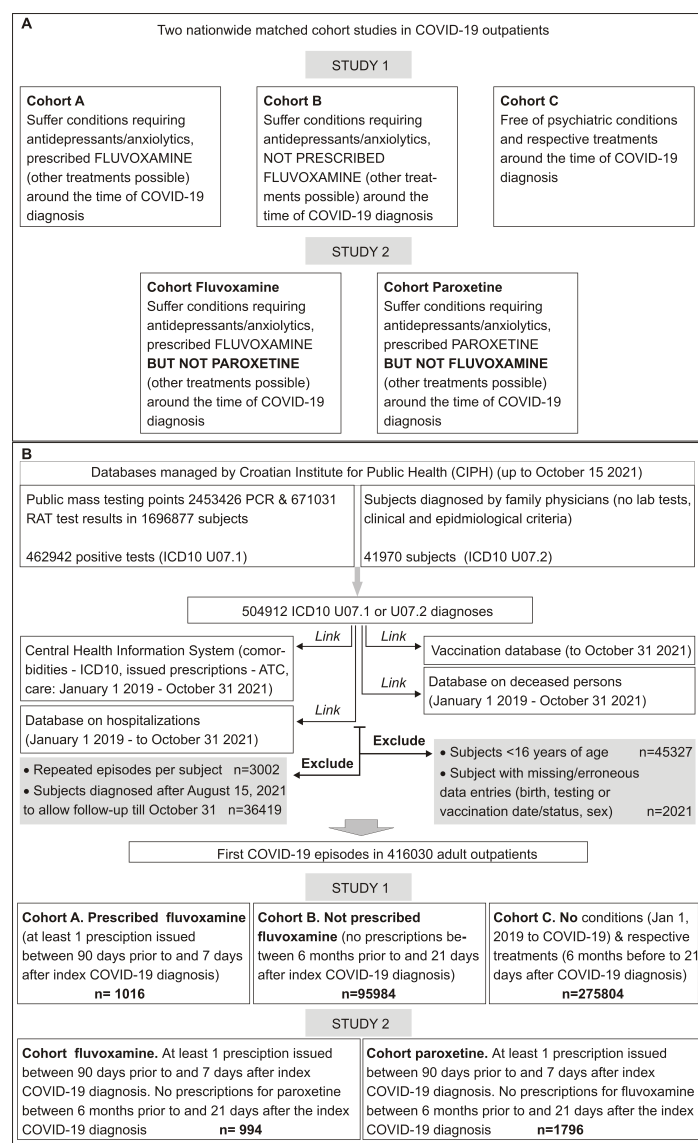 A
Two nationwide matched cohort studies in COVID-19 outpatients
STUDY 1
Cohort A
Suffer conditions requiring
antidepressants/anxiolytics,
prescribed FLUVOXAMINE
(other treatments possible)
around the time of COVID-19
diagnosis
Cohort B
Suffer conditions requiring
antidepressants/anxiolytics,
NOT PRESCRIBED
FLUVOXAMINE (other treat-
ments possible) around the
time of COVID-19 diagnosis
Cohort C
Free of psychiatric conditions
and respective treatments
around the time of COVID-19
diagnosis
STUDY 2
Cohort Fluvoxamine
Suffer conditions requiring
antidepressants/anxiolytics,
prescribed FLUVOXAMINE
BUT NOT PAROXETINE
(other treatments possible)
around the time of COVID-19
diagnosis
Cohort Paroxetine
Suffer conditions requiring
antidepressants/anxiolytics,
prescribed PAROXETINE
BUT NOT FLUVOXAMINE
(other treatments possible)
around the time of COVID-19
diagnosis
B
Databases managed by Croatian Institute for Public Health (CIPH) (up to October 15 2021)
Public mass testing points 2453426 PCR & 671031
RAT test results in 1696877 subjects
462942 positive tests (ICD10 U07.1)
Subjects diagnosed by family physicians (no lab tests,
clinical and epidmiological criteria)
41970 subjects (ICD10 U07.2)
504912 ICD10 U07.1 or U07.2 diagnoses
Link
Central Health Information System (comor-
bidities - ICD10, issued prescriptions - ATC,
care: January 1 2019 - October 31 2021)
Link
Vaccination database (to October 31 2021)
Link
Database on deceased persons
(January 1 2019 - October 31 2021)
Link
Database on hospitalizations
(January 1 2019 - to October 31 2021)
Exclude
• Repeated episodes per subject n=3002
• Subjects diagnosed after August 15, 2021
to allow follow-up till October 31 n=36419
Exclude
• Subjects <16 years of age n=45327
• Subject with missing/erroneous
data entries (birth, testing or
vaccination date/status, sex) n=2021
First COVID-19 episodes in 416030 adult outpatients
STUDY 1
Cohort A. Prescribed fluvoxamine
(at least 1 prescription issued
between 90 days prior to and 7 days
after index COVID-19 diagnosis)
n= 1016
Cohort B. Not prescribed
fluvoxamine (no prescriptions be-
tween 6 months prior to and 21 days
after index COVID-19 diagnosis)
n=95984
Cohort C. No conditions (Jan 1,
2019 to COVID-19) & respective
treatments (6 months before to 21
days after COVID-19 diagnosis)
n=275804
STUDY 2
Cohort fluvoxamine. At least 1 presciption issued
between 90 days prior to and 7 days after index
COVID-19 diagnosis. No prescriptions for paroxetine
between 6 months prior to and 21 days after the index
COVID-19 diagnosis n= 994
Cohort paroxetine. At least 1 prescription issued
between 90 days prior to and 7 days after index
COVID-19 diagnosis. No prescriptions for fluvoxamine
between 6 months prior to and 21 days after the index
COVID-19 diagnosis n=1796